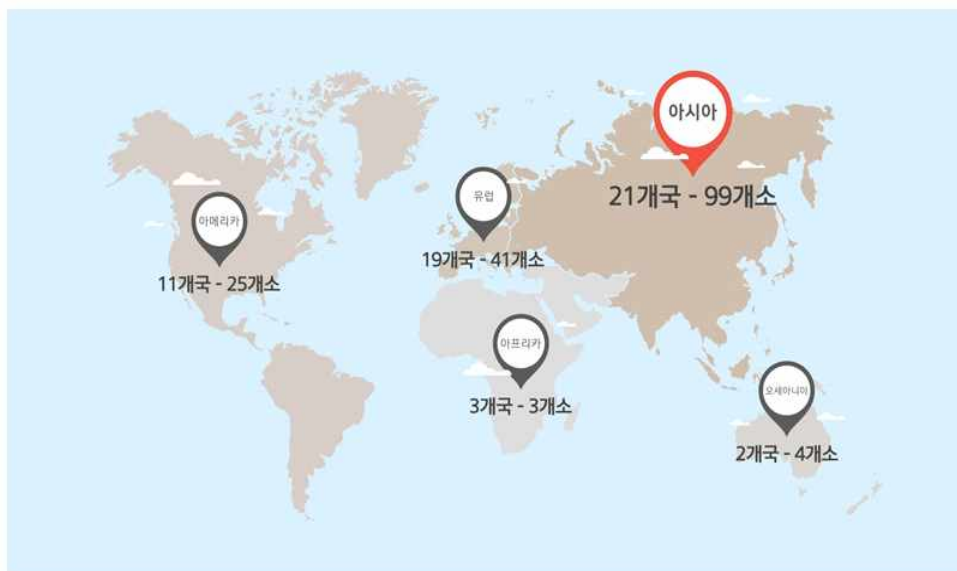 아시아
21개국 - 99개소
유럽
19개국 - 41개소
아메리카
11개국 - 25개소
아프리카
3개국 - 3개소
오세아니아
2개국 - 4개소